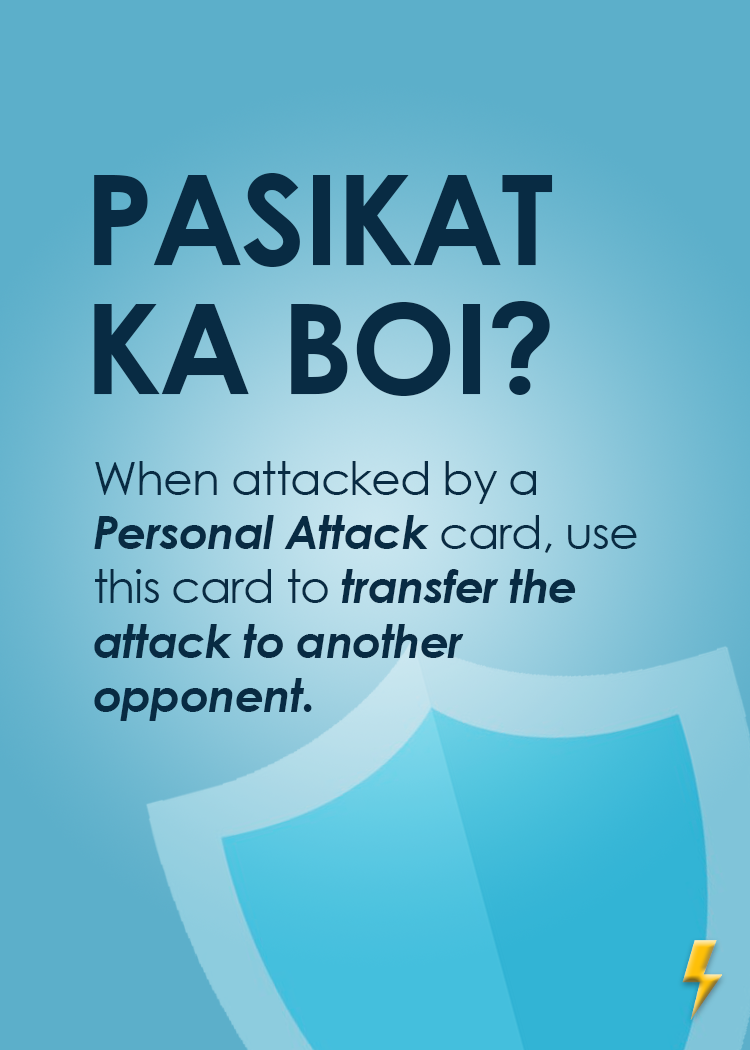 PASIKAT
KA BOI?
When attacked by a
Personal Attack card, use
this card to transfer the
attack to another
opponent.